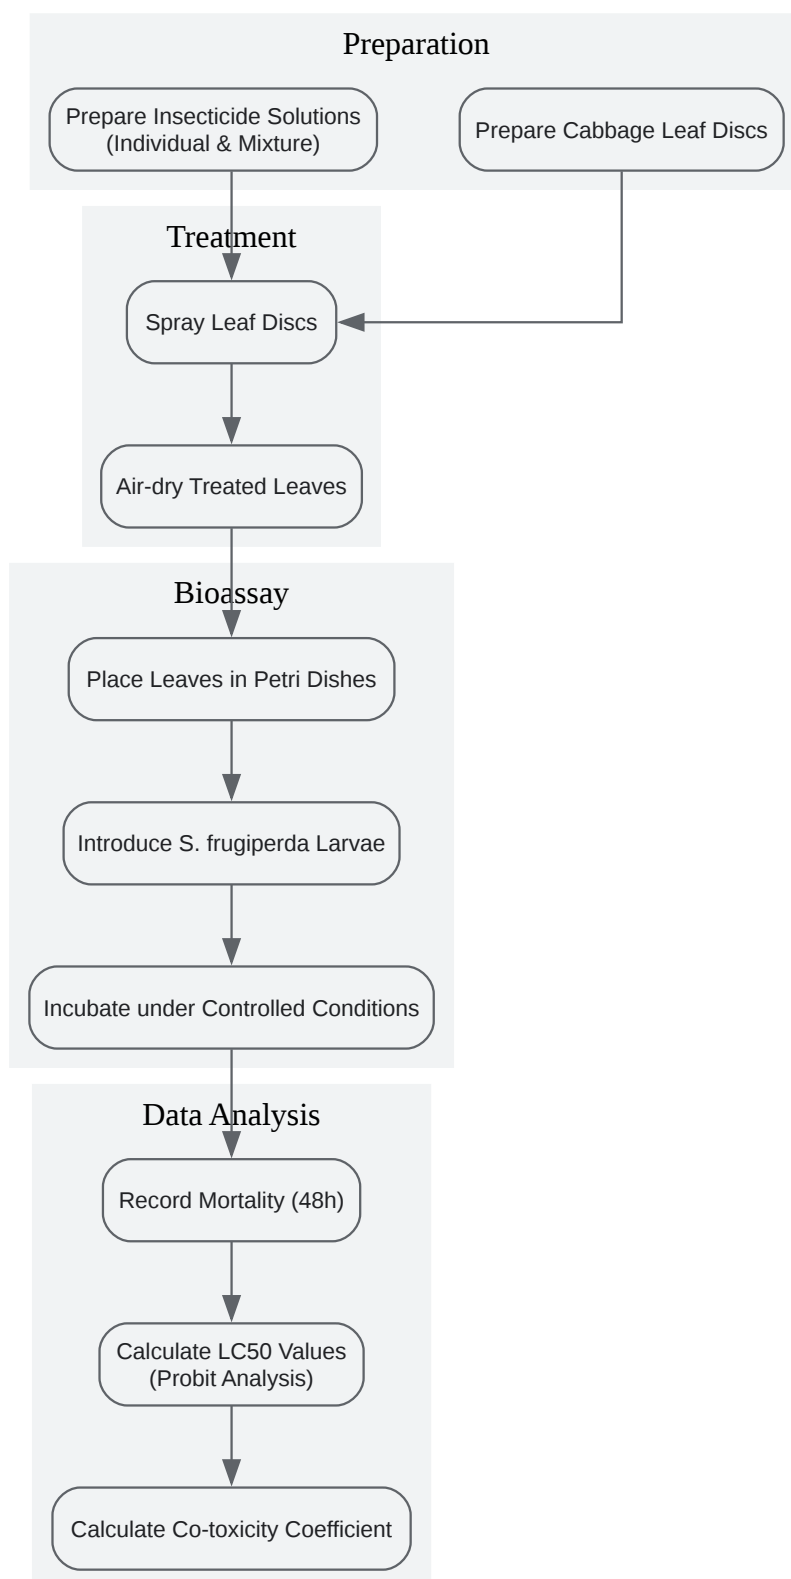 Preparation
Prepare Insecticide Solutions
(Individual & Mixture)
Prepare Cabbage Leaf Discs
Treatment
Spray Leaf Discs
Air-dry Treated Leaves
Bioassay
Place Leaves in Petri Dishes
Introduce S. frugiperda Larvae
Incubate under Controlled Conditions
Data Analysis
Record Mortality (48h)
Calculate LC50 Values
(Probit Analysis)
Calculate Co-toxicity Coefficient